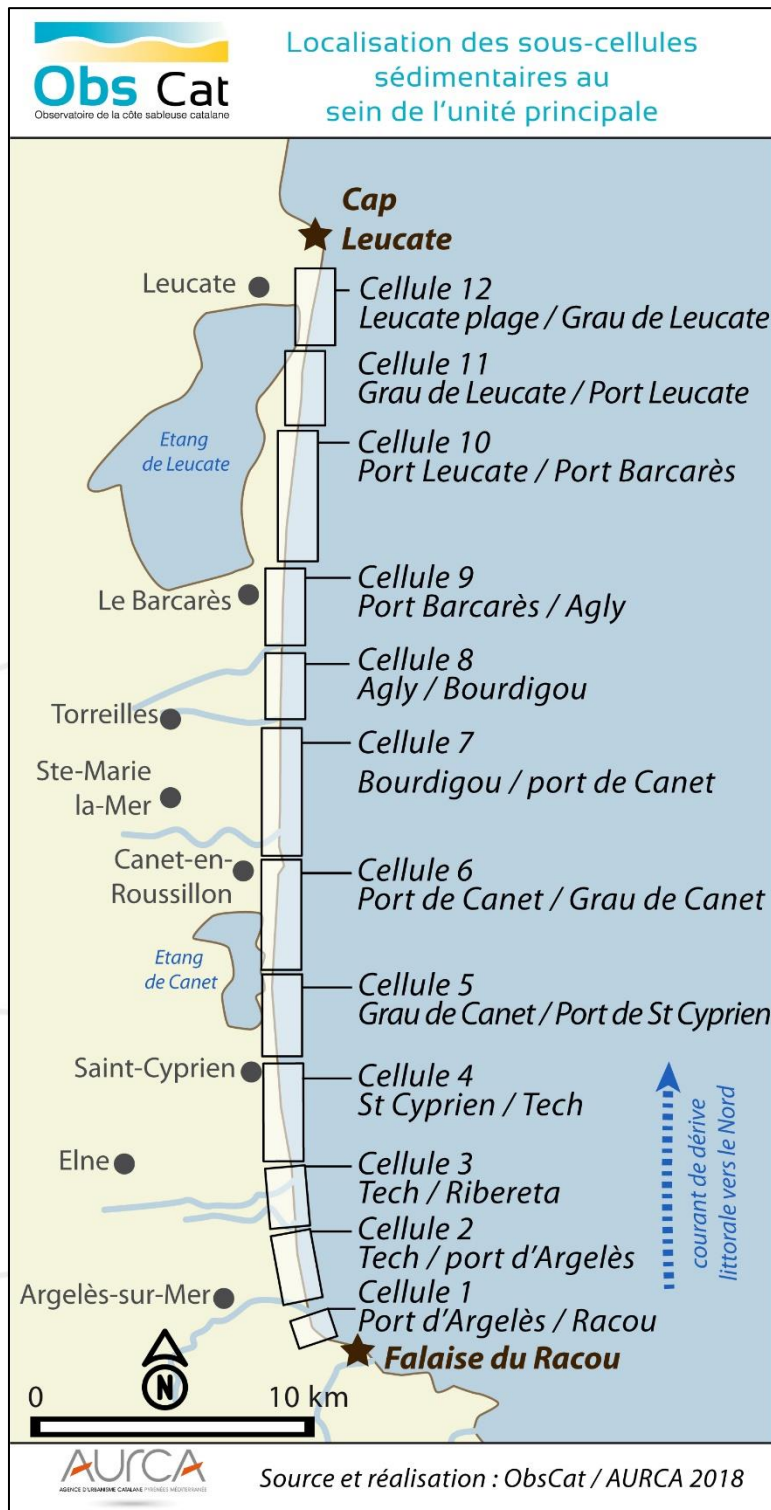 Obs Cat
Observatoire de la côte sableuse catalane
Localisation des sous-cellules
sédimentaires au
sein de l'unité principale
Cap
Leucate
Leucate
Cellule 12
Leucate plage / Grau de Leucate
Cellule 11
Grau de Leucate / Port Leucate
Etang
de Leucate
Cellule 10
Port Leucate / Port Barcarès
Le Barcarès
Cellule 9
Port Barcarès / Agly
Cellule 8
Agly / Bourdigou
Torreilles
Cellule 7
Bourdigou / port de Canet
Ste-Marie
la-Mer
Canet-en-
Roussillon
Cellule 6
Port de Canet / Grau de Canet
Etang
de Canet
Cellule 5
Grau de Canet / Port de St Cyprien
Saint-Cyprien
Cellule 4
St Cyprien / Tech
courant de dérive
littorale vers le Nord
Elne
Cellule 3
Tech / Ribereta
Cellule 2
Tech / port d'Argelès
Argelès-sur-Mer
Cellule 1
Port d'Argelès / Racou
Falaise du Racou
N
0 10 km
AURCA
AGENCE D'URBANISME CATALANE PYRÉNÉES MÉDITERRANÉE
Source et réalisation : ObsCat / AURCA 2018